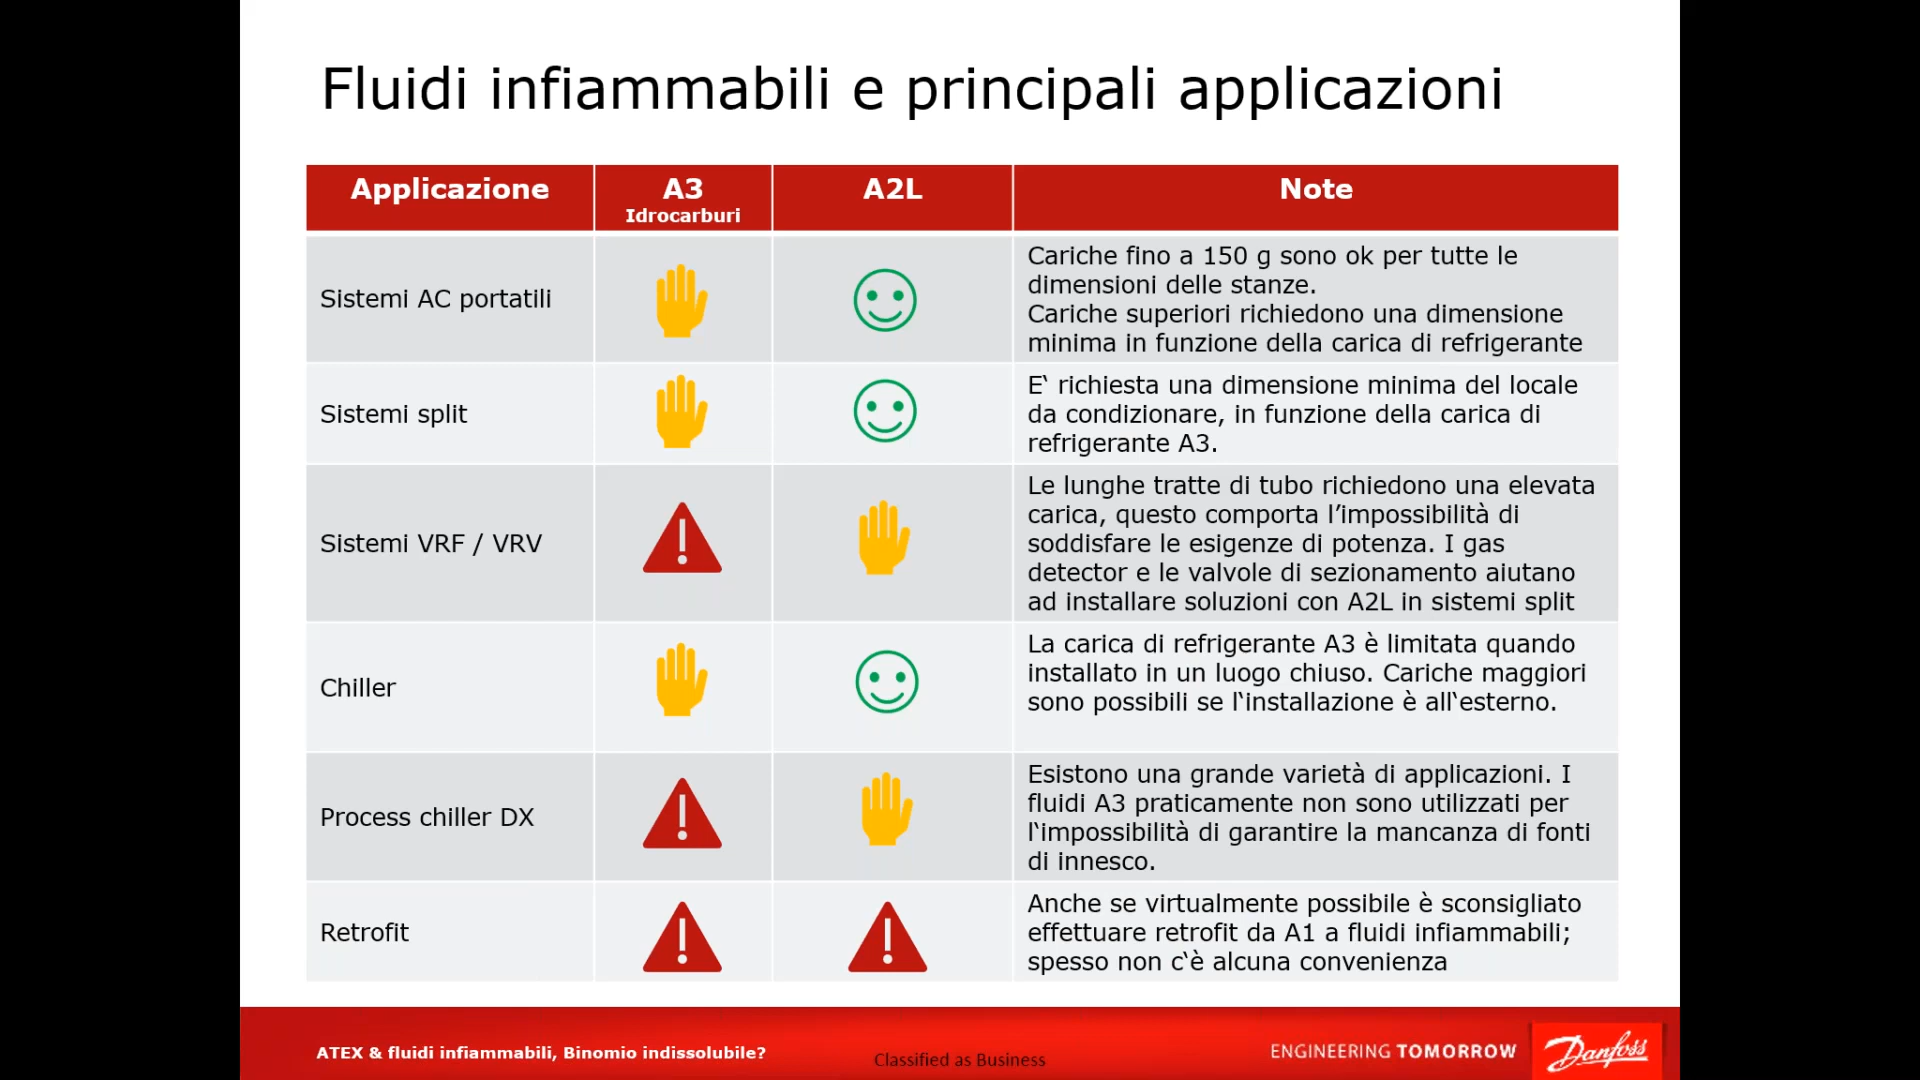 Fluidi infiammabili e principali applicazioni
Applicazione
A3
Idrocarburi
A2L
Note
Sistemi AC portatili
Cariche fino a 150 g sono ok per tutte le
dimensioni delle stanze.
Cariche superiori richiedono una dimensione
minima in funzione della carica di refrigerante
Sistemi split
E‘ richiesta una dimensione minima del locale
da condizionare, in funzione della carica di
refrigerante A3.
Sistemi VRF / VRV
Le lunghe tratte di tubo richiedono una elevata
carica, questo comporta l’impossibilità di
soddisfare le esigenze di potenza. I gas
detector e le valvole di sezionamento aiutano
ad installare soluzioni con A2L in sistemi split
Chiller
La carica di refrigerante A3 è limitata quando
installato in un luogo chiuso. Cariche maggiori
sono possibili se l‘installazione è all‘esterno.
Process chiller DX
Esistono una grande varietà di applicazioni. I
fluidi A3 praticamente non sono utilizzati per
l‘impossibilità di garantire la mancanza di fonti
di innesco.
Retrofit
Anche se virtualmente possibile è sconsigliato
effettuare retrofit da A1 a fluidi infiammabili;
spesso non c‘è alcuna convenienza
ATEX & fluidi infiammabili, Binomio indissolubile?
Classified as Business
ENGINEERING TOMORROW
Danfoss